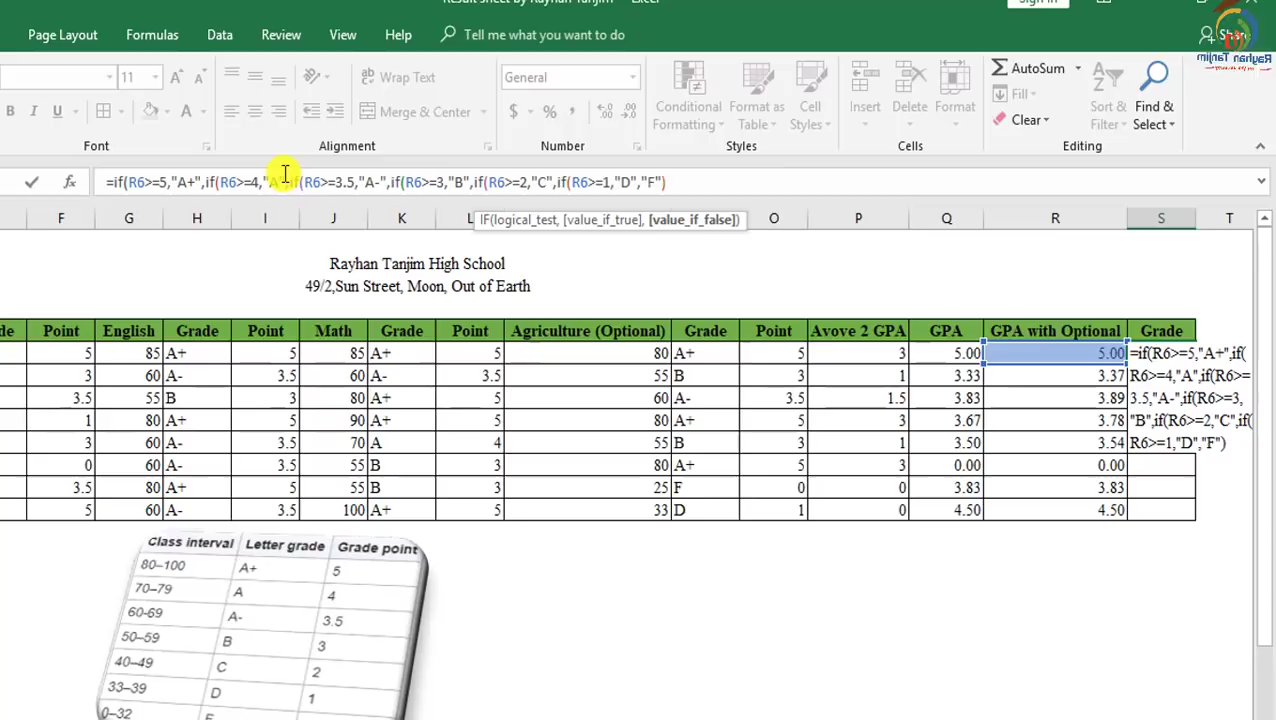 Result sheet by Rayhan Tanjim - Excel
Sign in
Page Layout Formulas Data Review View Help Tell me what you want to do Share
Rayhan Tanjim
11 A A ab Wrap Text General Conditional Formatting Format as Table Cell Styles Insert Delete Format AutoSum Fill Clear Sort & Filter Find & Select
B I U A Merge & Center $ % ,
Font Alignment Number Styles Cells Editing
fx =if(R6>=5,"A+",if(R6>=4,"A",if(R6>=3.5,"A-",if(R6>=3,"B",if(R6>=2,"C",if(R6>=1,"D","F")
IF(logical_test, [value_if_true], [value_if_false])
F G H I J K L O P Q R S T
Rayhan Tanjim High School
49/2,Sun Street, Moon, Out of Earth
de Point English Grade Point Math Grade Point Agriculture (Optional) Grade Point Avove 2 GPA GPA GPA with Optional Grade
5 85 A+ 5 85 A+ 5 80 A+ 5 3 5.00 5.00 =if(R6>=5,"A+",if(
3 60 A- 3.5 60 A- 3.5 55 B 3 1 3.33 3.37 R6>=4,"A",if(R6>=
3.5 55 B 3 80 A+ 5 60 A- 3.5 1.5 3.83 3.89 3.5,"A-",if(R6>=3,
1 80 A+ 5 90 A+ 5 80 A+ 5 3 3.67 3.78 "B",if(R6>=2,"C",if(
3 60 A- 3.5 70 A 4 55 B 3 1 3.50 3.54 R6>=1,"D","F")
0 60 A- 3.5 55 B 3 80 A+ 5 3 0.00 0.00
3.5 80 A+ 5 55 B 3 25 F 0 0 3.83 3.83
5 60 A- 3.5 100 A+ 5 33 D 1 0 4.50 4.50
Class interval Letter grade Grade point
80–100 A+ 5
70–79 A 4
60-69 A- 3.5
50–59 B 3
40–49 C 2
33–39 D 1
0–32